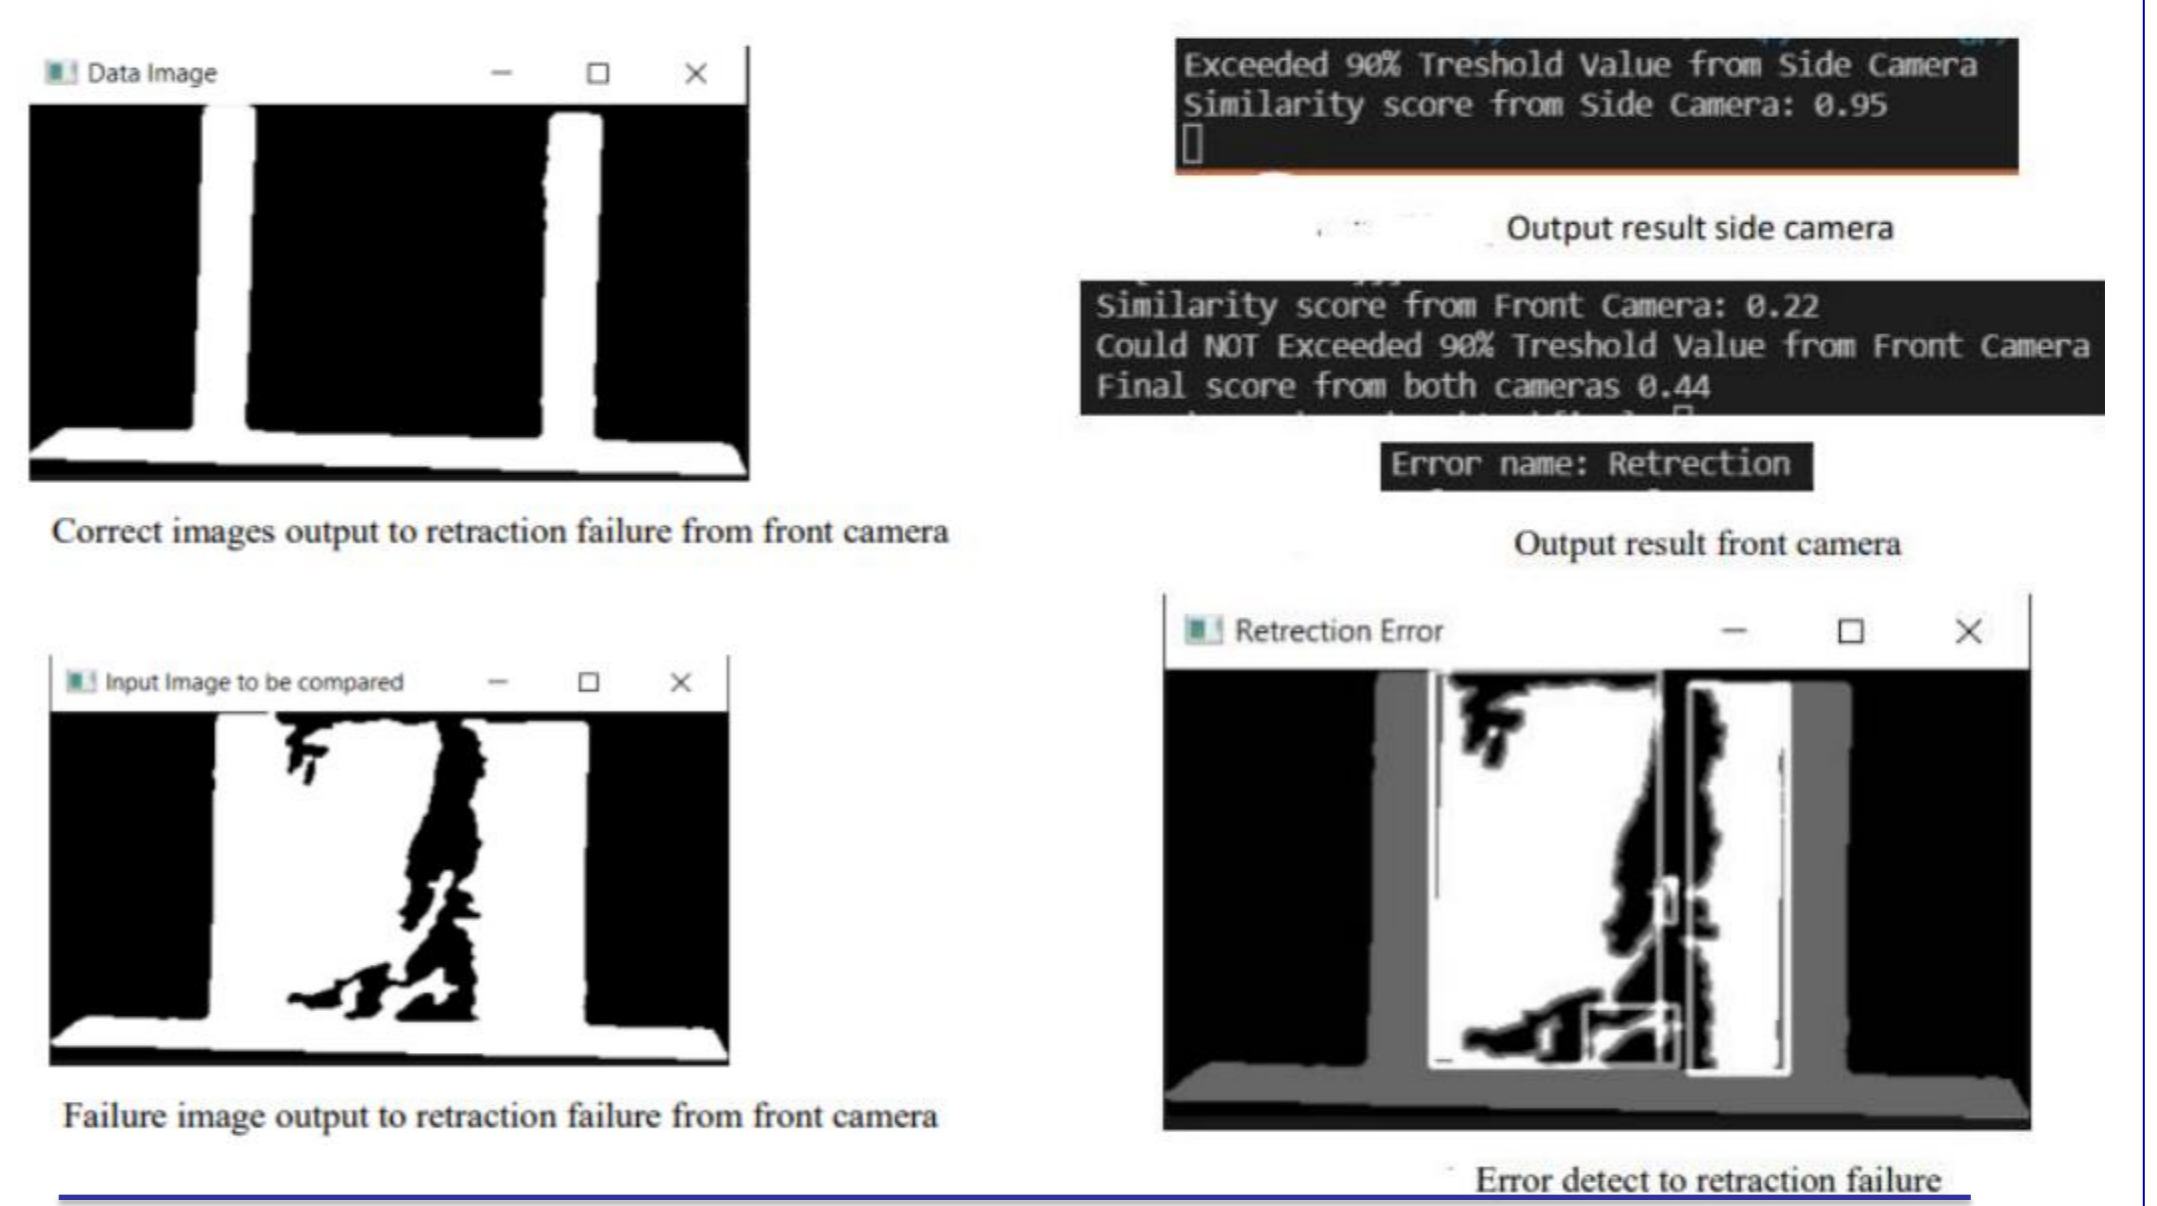 Data Image
Correct images output to retraction failure from front camera
Input Image to be compared
Failure image output to retraction failure from front camera
Exceeded 90% Treshold Value from Side Camera
Similarity score from Side Camera: 0.95
Output result side camera
Similarity score from Front Camera: 0.22
Could NOT Exceeded 90% Treshold Value from Front Camera
Final score from both cameras 0.44
Error name: Retrection
Output result front camera
Retrection Error
Error detect to retraction failure